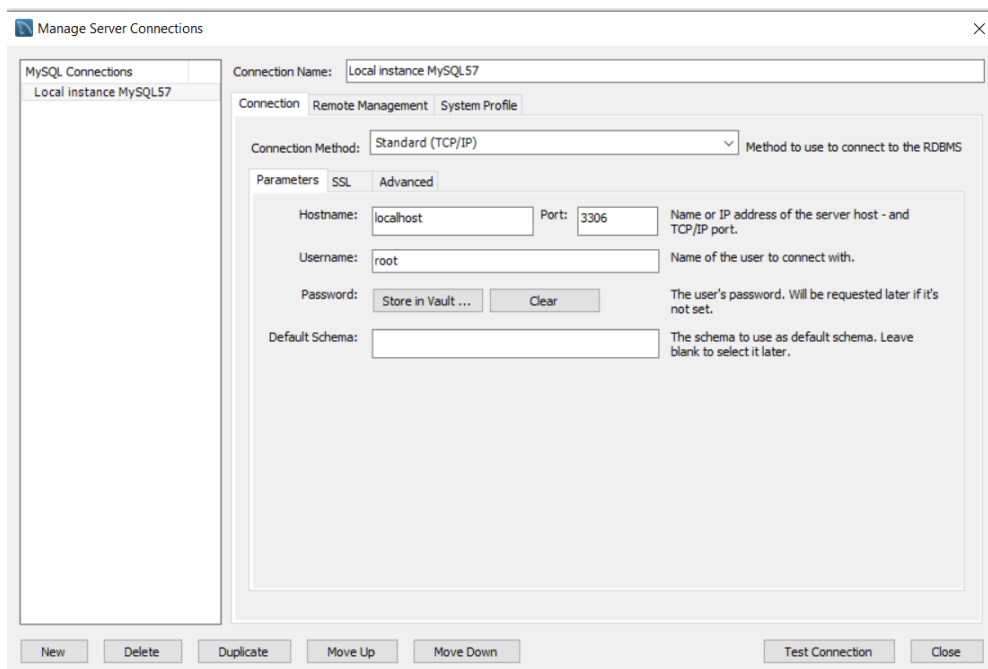 Manage Server Connections
MySQL Connections
Local instance MySQL57
Connection Name: Local instance MySQL57
Connection Remote Management System Profile
Connection Method: Standard (TCP/IP) Method to use to connect to the RDBMS
Parameters SSL Advanced
Hostname: localhost Port: 3306 Name or IP address of the server host - and
TCP/IP port.
Username: root Name of the user to connect with.
Password: Store in Vault ... Clear The user's password. Will be requested later if it's
not set.
Default Schema: The schema to use as default schema. Leave
blank to select it later.
New Delete Duplicate Move Up Move Down Test Connection Close